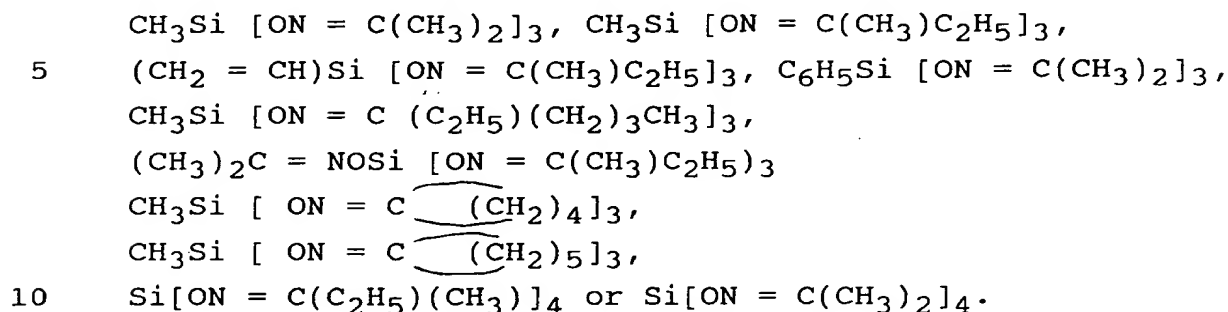 CH3Si [ON = C(CH3)2]3, CH3Si [ON = C(CH3)C2H5]3,
5 (CH2 = CH)Si [ON = C(CH3)C2H5]3, C6H5Si [ON = C(CH3)2]3,
CH3Si [ON = C (C2H5)(CH2)3CH3]3,
(CH3)2C = NOSi [ON = C(CH3)C2H5)3
CH3Si [ ON = C (CH2)4]3,
CH3Si [ ON = C (CH2)5]3,
10 Si[ON = C(C2H5)(CH3)]4 or Si[ON = C(CH3)2]4.